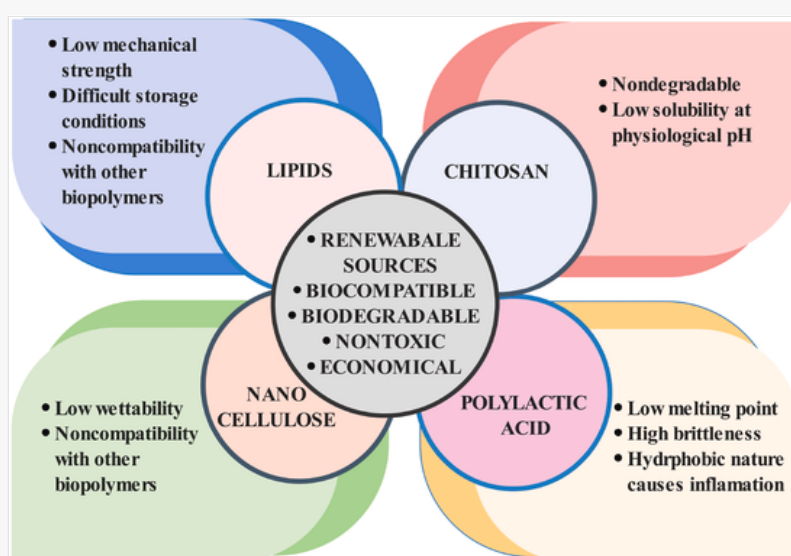 • Low mechanical
strength
• Difficult storage
conditions
• Noncompatibility
with other
biopolymers
LIPIDS
CHITOSAN
• Nondegradable
• Low solubility at
physiological pH
• RENEWABALE
SOURCES
• BIOCOMPATIBLE
• BIODEGRADABLE
• NONTOXIC
• ECONOMICAL
• Low wettability
• Noncompatibility
with other
biopolymers
NANO
CELLULOSE
POLYLACTIC
ACID
• Low melting point
• High brittleness
• Hydrphobic nature
causes inflamation